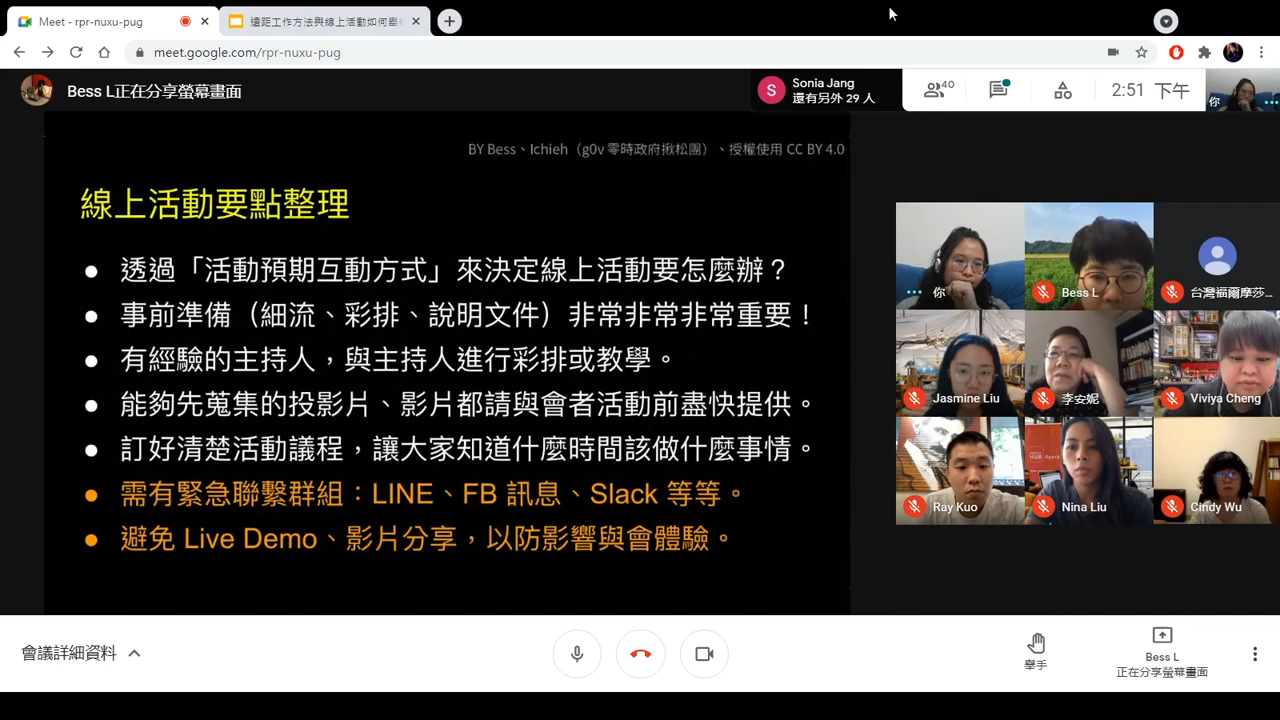 Meet - rpr-nuxu-pug
遠距工作方法與線上活動如何舉辦
meet.google.com/rpr-nuxu-pug
Bess L正在分享螢幕畫面
S
Sonia Jang
還有另外 29 人
40
2:51 下午
你
BY Bess、Ichieh（g0v 零時政府揪松團）、授權使用 CC BY 4.0
線上活動要點整理
● 透過「活動預期互動方式」來決定線上活動要怎麼辦？
● 事前準備（細流、彩排、說明文件）非常非常非常重要！
● 有經驗的主持人，與主持人進行彩排或教學。
● 能夠先蒐集的投影片、影片都請與會者活動前盡快提供。
● 訂好清楚活動議程，讓大家知道什麼時間該做什麼事情。
● 需有緊急聯繫群組：LINE、FB 訊息、Slack 等等。
● 避免 Live Demo、影片分享，以防影響與會體驗。
你
Bess L
台灣福爾摩莎...
Jasmine Liu
李安妮
Viviya Cheng
Ray Kuo
Nina Liu
Cindy Wu
會議詳細資料
舉手
Bess L
正在分享螢幕畫面